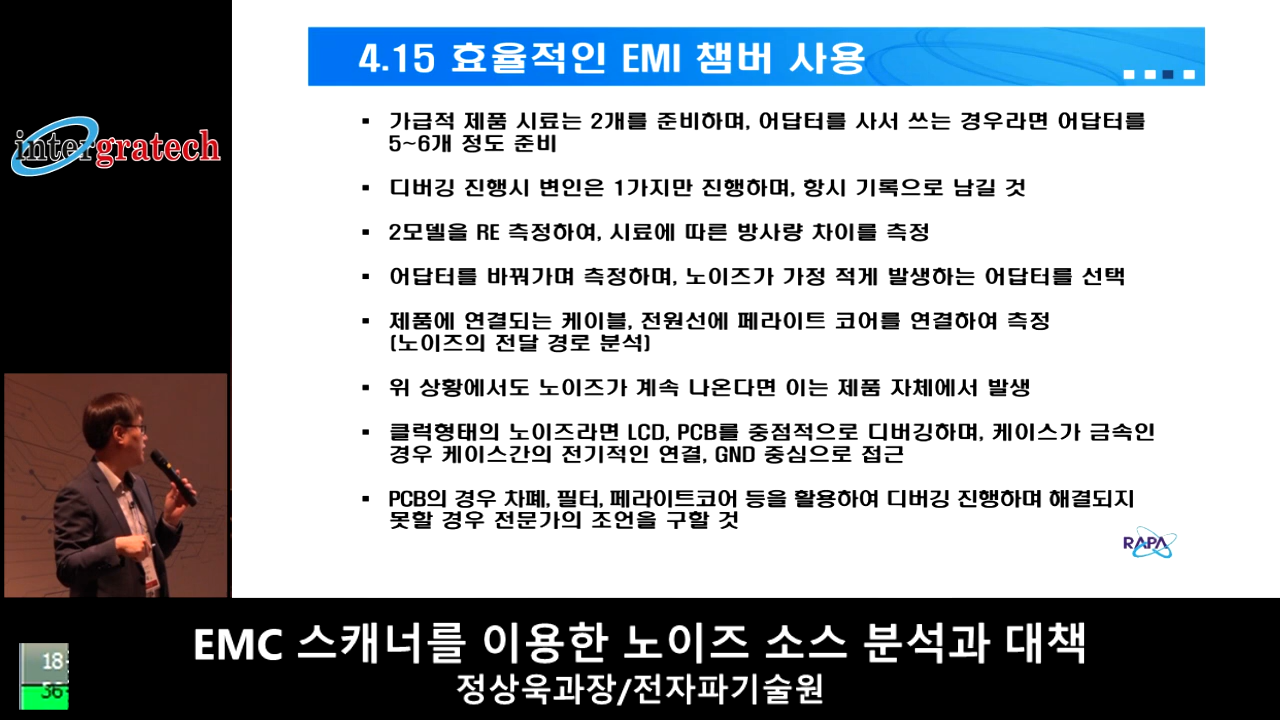 4.15 효율적인 EMI 챔버 사용
intergratech
▪ 가급적 제품 시료는 2개를 준비하며, 어답터를 사서 쓰는 경우라면 어답터를
5~6개 정도 준비
▪ 디버깅 진행시 변인은 1가지만 진행하며, 항시 기록으로 남길 것
▪ 2모델을 RE 측정하여, 시료에 따른 방사량 차이를 측정
▪ 어답터를 바꿔가며 측정하며, 노이즈가 가정 적게 발생하는 어답터를 선택
▪ 제품에 연결되는 케이블, 전원선에 페라이트 코어를 연결하여 측정
(노이즈의 전달 경로 분석)
▪ 위 상황에서도 노이즈가 계속 나온다면 이는 제품 자체에서 발생
▪ 클럭형태의 노이즈라면 LCD, PCB를 중점적으로 디버깅하며, 케이스가 금속인
경우 케이스간의 전기적인 연결, GND 중심으로 접근
▪ PCB의 경우 차폐, 필터, 페라이트코어 등을 활용하여 디버깅 진행하며 해결되지
못할 경우 전문가의 조언을 구할 것
RAPA
EMC 스캐너를 이용한 노이즈 소스 분석과 대책
정상욱과장/전자파기술원
18:
36